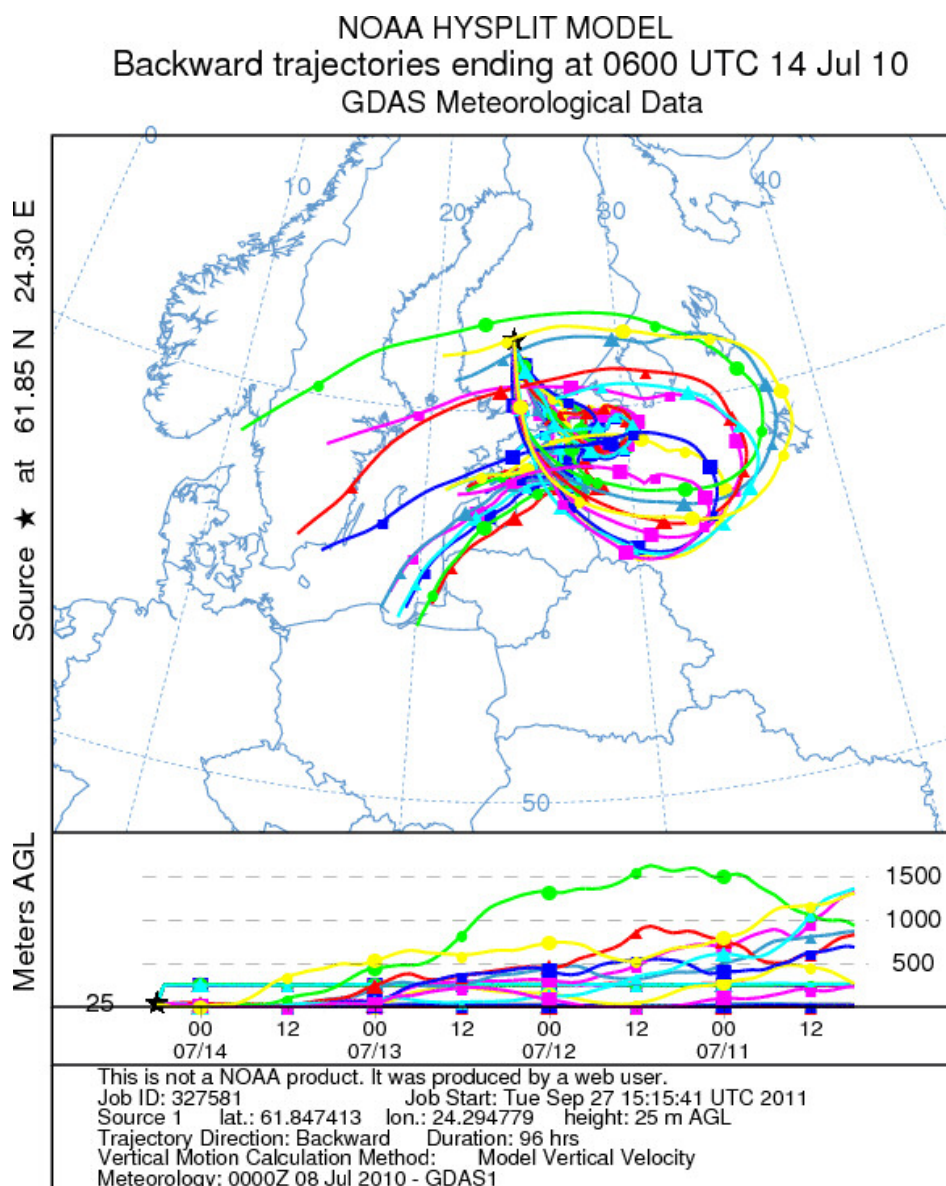 NOAA HYSPLIT MODEL
Backward trajectories ending at 0600 UTC 14 Jul 10
GDAS Meteorological Data
Source ★ at 61.85 N 24.30 E
0
10
20
30
40
50
Meters AGL
1500
1000
500
25
00 12 00 12 00 12 00 12
07/14 07/13 07/12 07/11
This is not a NOAA product. It was produced by a web user.
Job ID: 327581 Job Start: Tue Sep 27 15:15:41 UTC 2011
Source 1 lat.: 61.847413 lon.: 24.294779 height: 25 m AGL
Trajectory Direction: Backward Duration: 96 hrs
Vertical Motion Calculation Method: Model Vertical Velocity
Meteorology: 0000Z 08 Jul 2010 - GDAS1